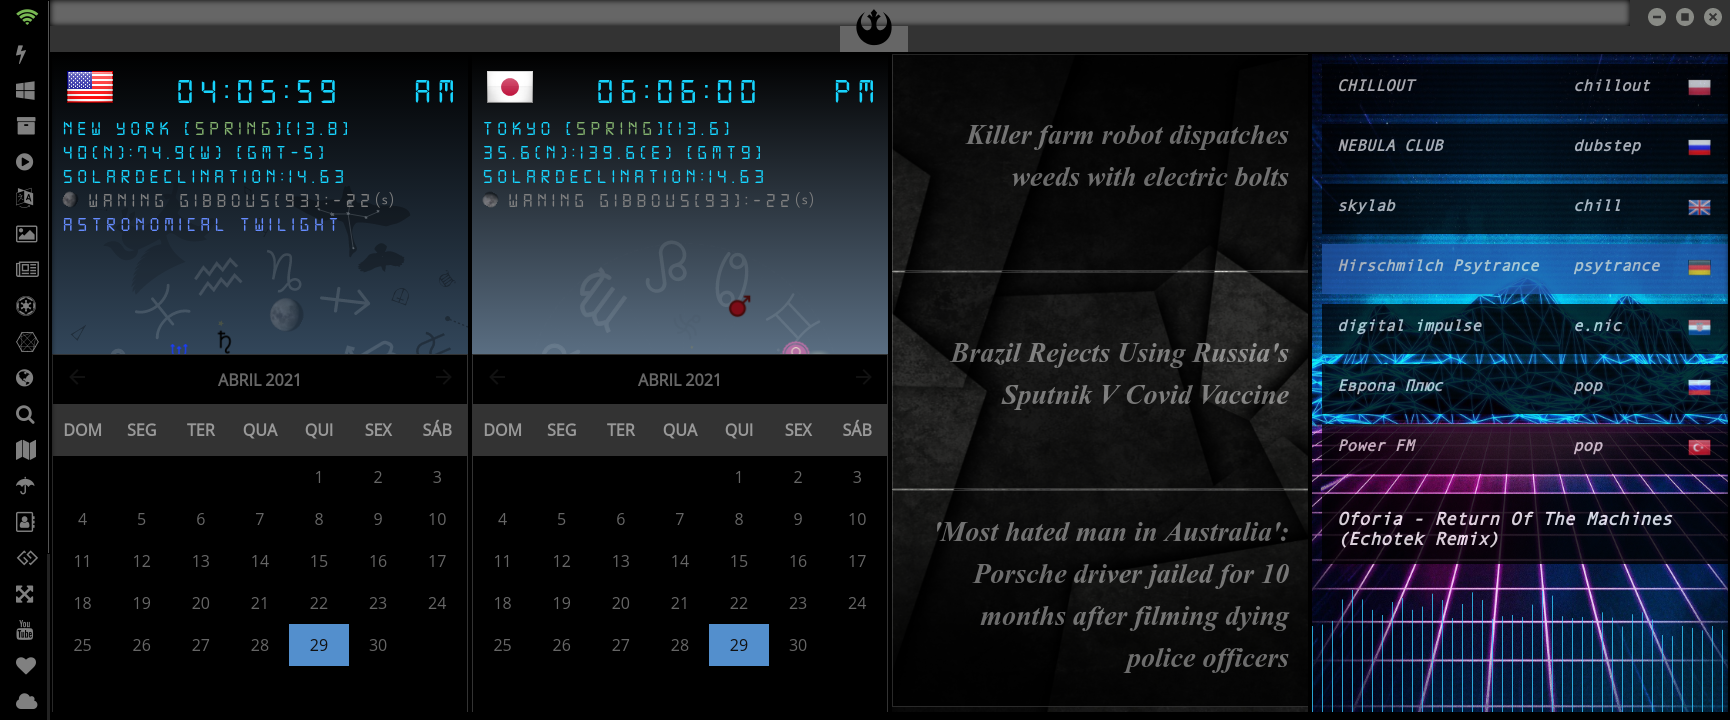 04:05:59 AM
NEW YORK [SPRING][13.8]
40(N):74.9(W) [GMT-5]
SOLARDECLINATION:14.63
WANING GIBBOUS[93]:-22(s)
ASTRONOMICAL TWILIGHT
ABRIL 2021
DOM SEG TER QUA QUI SEX SÁB
1 2 3
4 5 6 7 8 9 10
11 12 13 14 15 16 17
18 19 20 21 22 23 24
25 26 27 28 29 30
06:06:00 PM
TOKYO [SPRING][13.6]
35.6(N):139.6(E) [GMT9]
SOLARDECLINATION:14.63
WANING GIBBOUS[93]:-22(s)
ABRIL 2021
DOM SEG TER QUA QUI SEX SÁB
1 2 3
4 5 6 7 8 9 10
11 12 13 14 15 16 17
18 19 20 21 22 23 24
25 26 27 28 29 30
Killer farm robot dispatches
weeds with electric bolts
Brazil Rejects Using Russia's
Sputnik V Covid Vaccine
'Most hated man in Australia':
Porsche driver jailed for 10
months after filming dying
police officers
CHILLOUT chillout
NEBULA CLUB dubstep
skylab chill
Hirschmilch Psytrance psytrance
digital impulse e.nic
Европа Плюс pop
Power FM pop
Oforia - Return Of The Machines
(Echotek Remix)
You
Tube